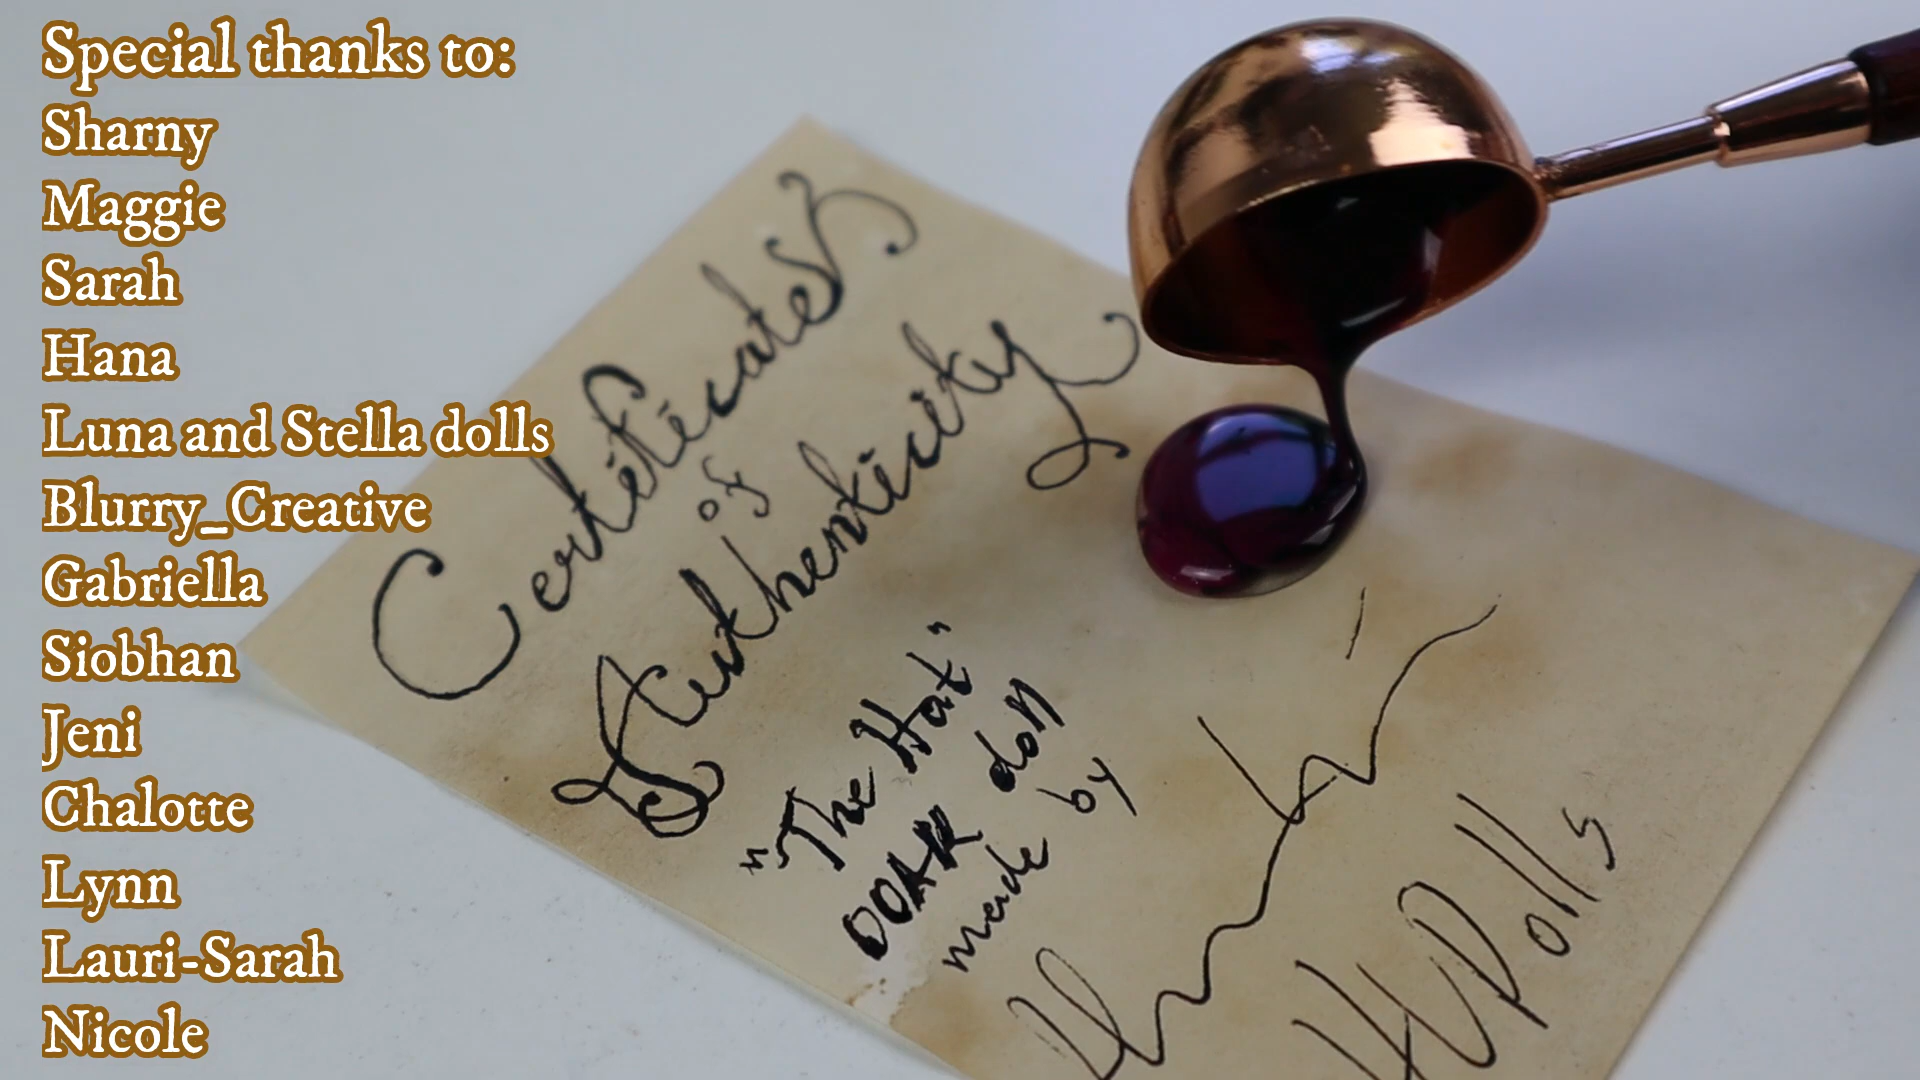 Special thanks to:
Sharny
Maggie
Sarah
Hana
Luna and Stella dolls
Blurry_Creative
Gabriella
Siobhan
Jeni
Chalotte
Lynn
Lauri-Sarah
Nicole
Certificate
of
Authenticity
"The Hat"
OOAK doll
made by
Dolls